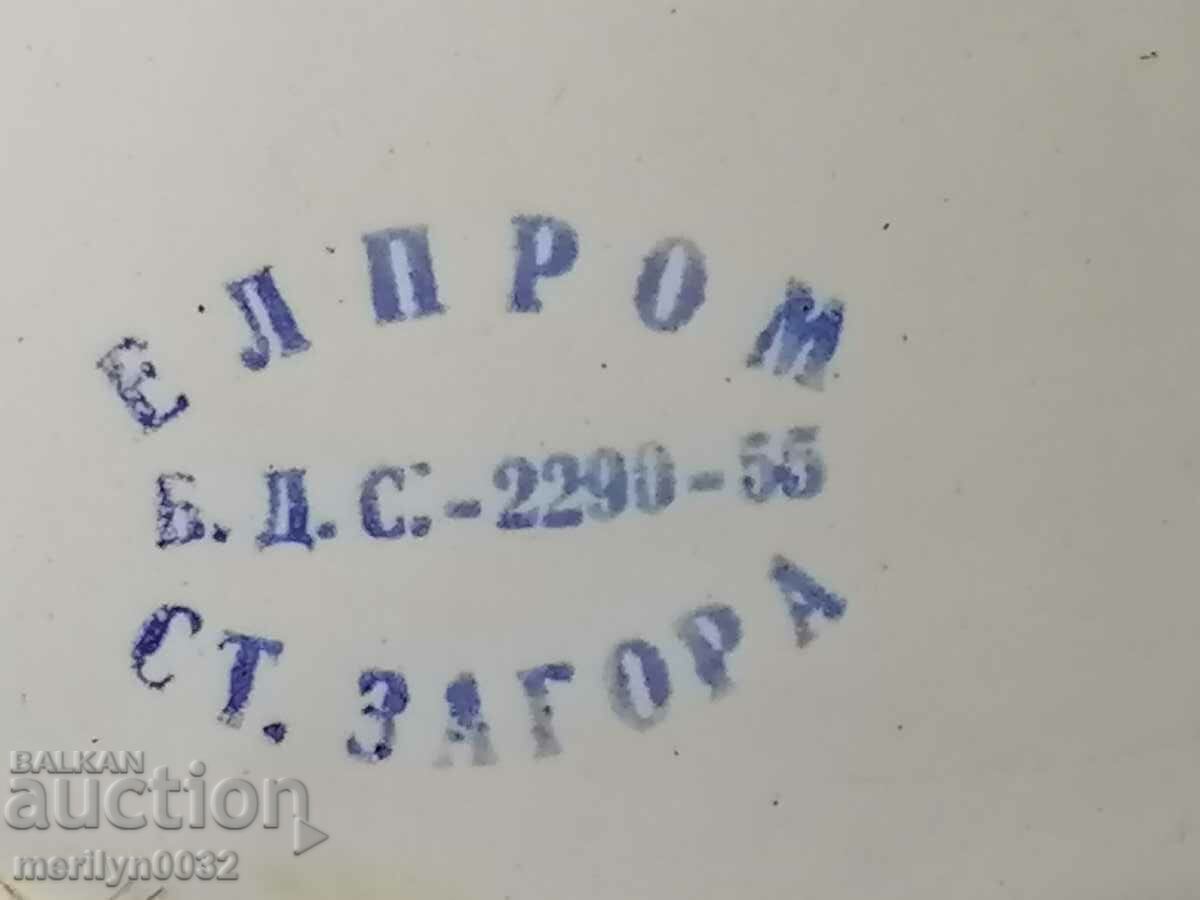 ЕЛПРОМ
Б.Д.С.-2290-55
СТ. ЗАГОРА
BALKAN
auction
merilyn0032